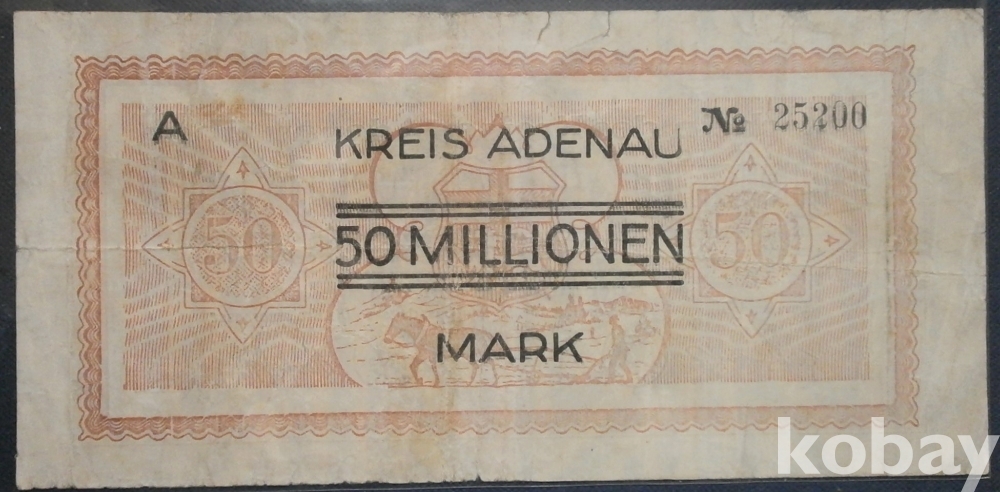 A
№ 25200
KREIS ADENAU
50
50 MILLIONEN
50
MARK
kobay